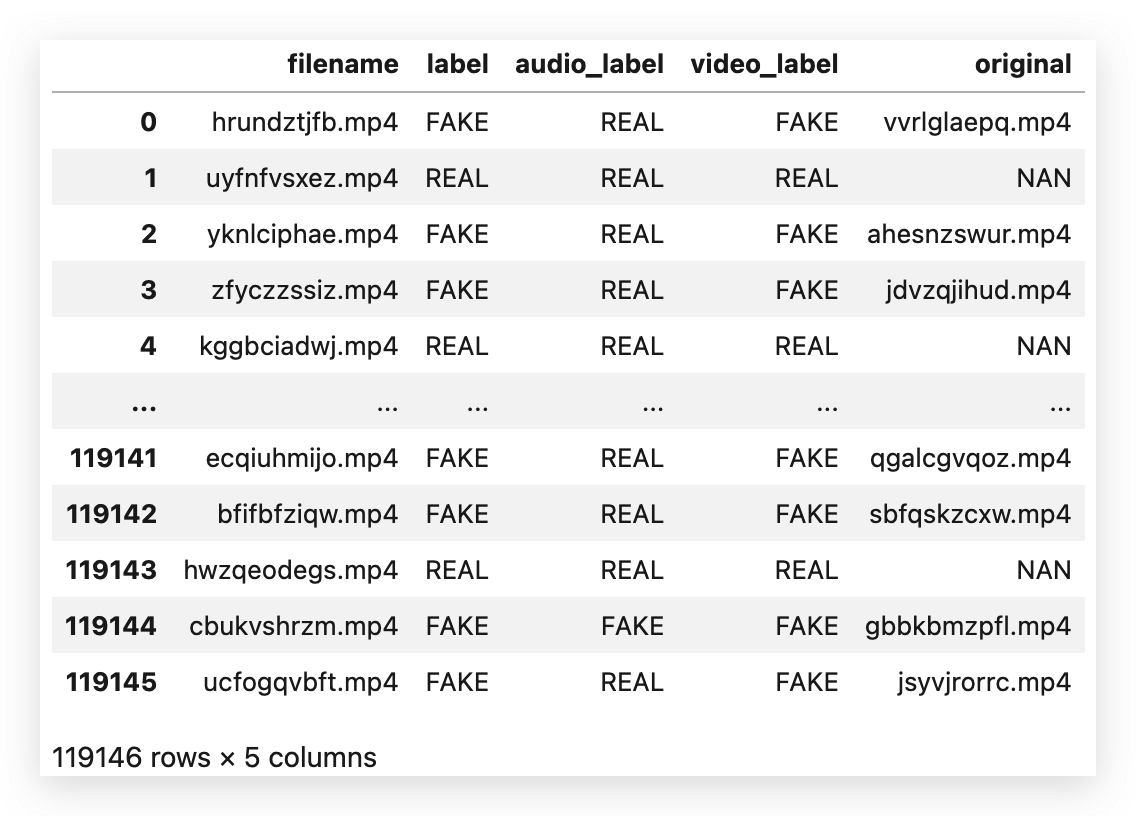 filename label audio_label video_label original
0 hrundztjfb.mp4 FAKE REAL FAKE vvrlglaepq.mp4
1 uyfnfvsxez.mp4 REAL REAL REAL NAN
2 yknlciphae.mp4 FAKE REAL FAKE ahesnzswur.mp4
3 zfyczzssiz.mp4 FAKE REAL FAKE jdvzqjihud.mp4
4 kggbciadwj.mp4 REAL REAL REAL NAN
... ... ... ... ... ...
119141 ecqiuhmijo.mp4 FAKE REAL FAKE qgalcgvqoz.mp4
119142 bfifbfziqw.mp4 FAKE REAL FAKE sbfqskzcxw.mp4
119143 hwzqeodegs.mp4 REAL REAL REAL NAN
119144 cbukvshrzm.mp4 FAKE FAKE FAKE gbbkbmzpfl.mp4
119145 ucfogqvbft.mp4 FAKE REAL FAKE jsyvjrorrc.mp4
119146 rows × 5 columns